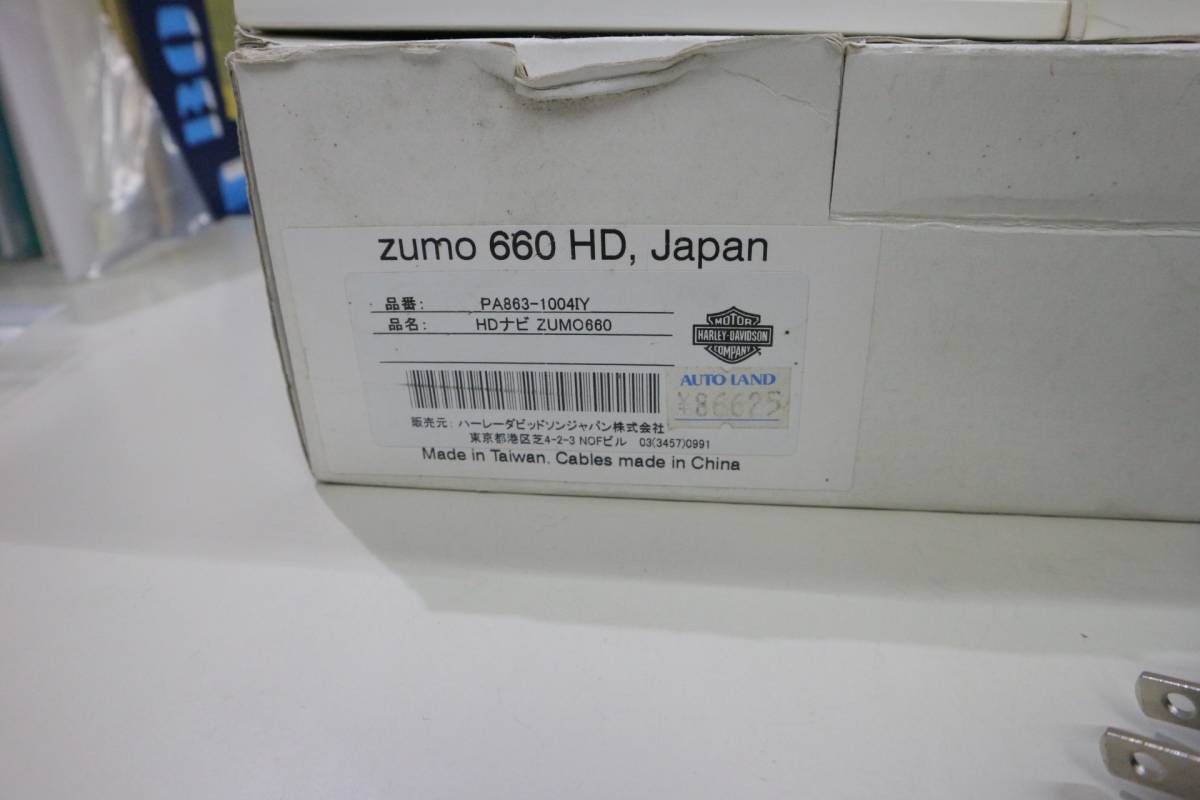 zumo 660 HD, Japan
品番: PA863-1004IY
品名: HDナビ ZUMO660
MOTOR
HARLEY-DAVIDSON
COMPANY
AUTO LAND
¥86625
販売元: ハーレーダビッドソンジャパン株式会社
東京都港区芝4-2-3 NOFビル 03(3457)0991
Made in Taiwan. Cables made in China